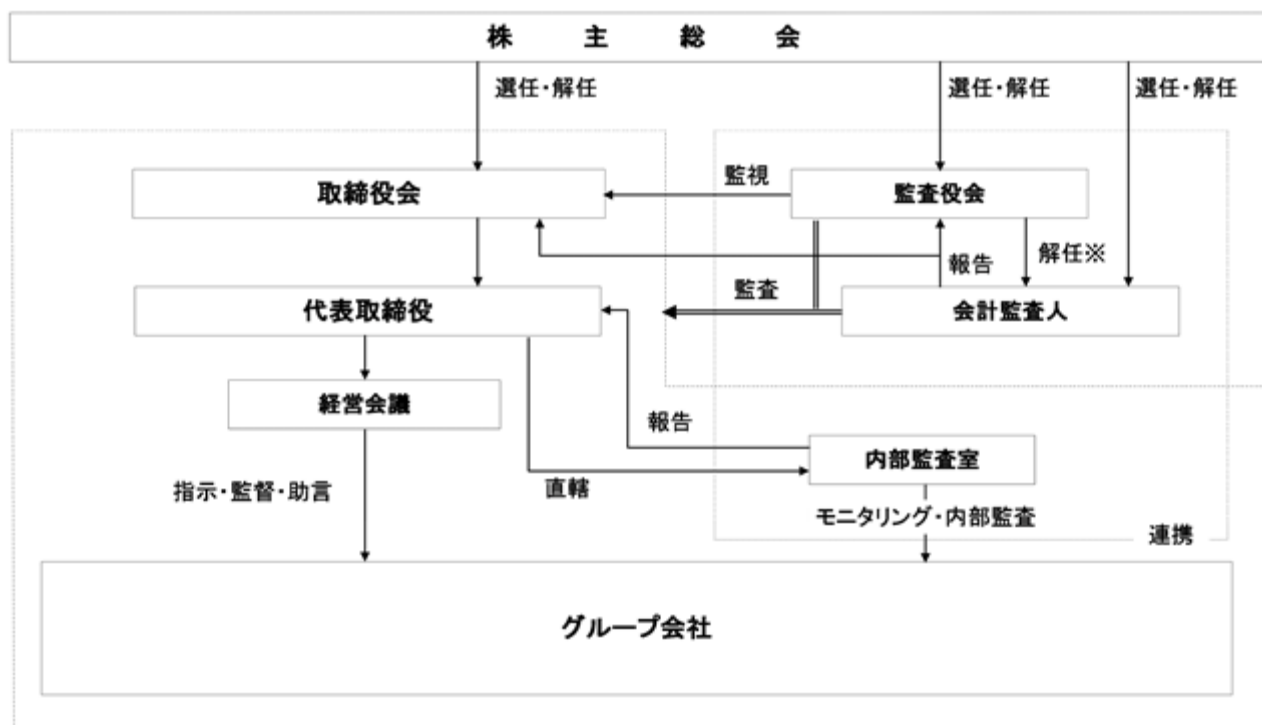 株主総会
選任・解任
選任・解任
選任・解任
取締役会
監視
監査役会
報告
解任※
代表取締役
監査
会計監査人
経営会議
報告
内部監査室
指示・監督・助言
直轄
モニタリング・内部監査
連携
グループ会社